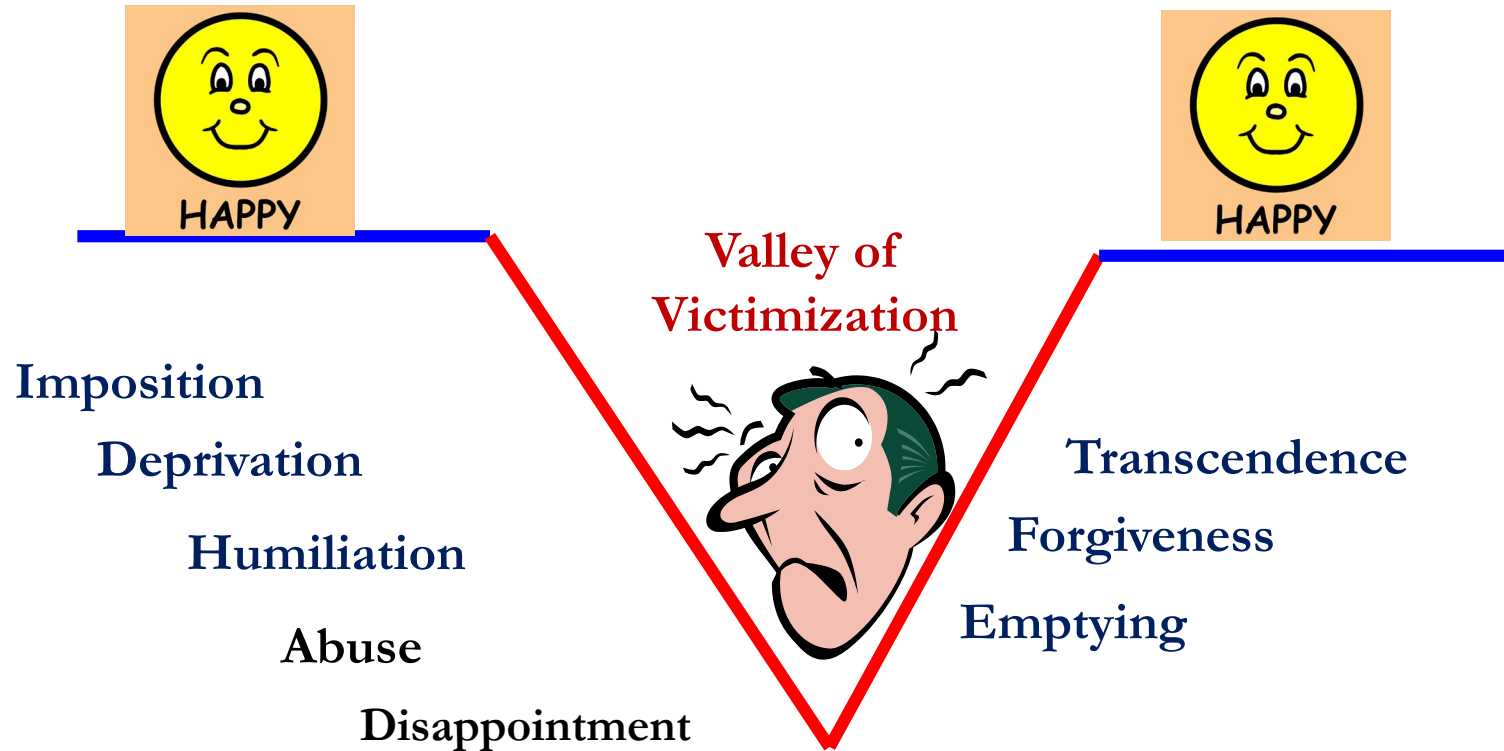 HAPPY
HAPPY
Valley of
Victimization
Imposition
Deprivation
Humiliation
Abuse
Disappointment
Transcendence
Forgiveness
Emptying